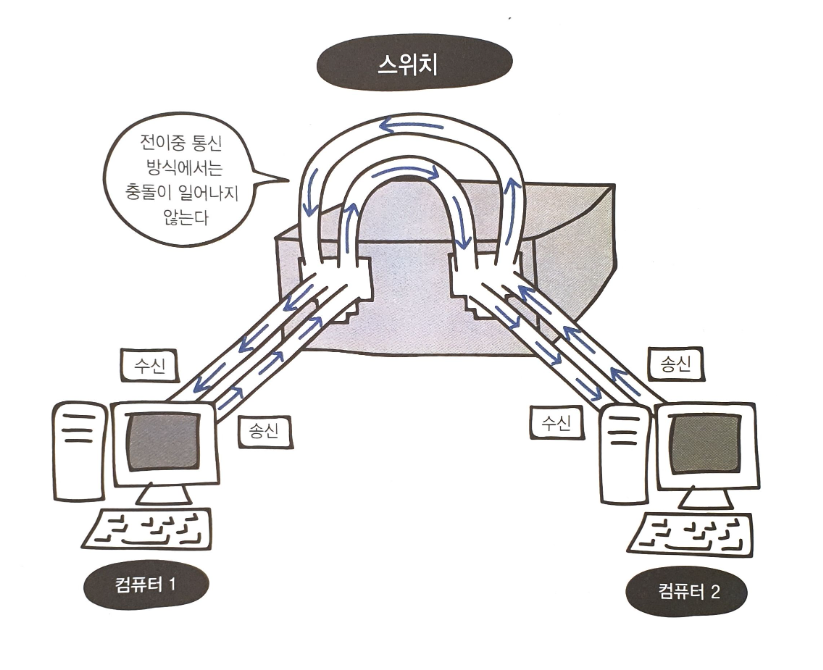 스위치
전이중 통신
방식에서는
충돌이 일어나지
않는다
수신
송신
송신
수신
컴퓨터 1
컴퓨터 2